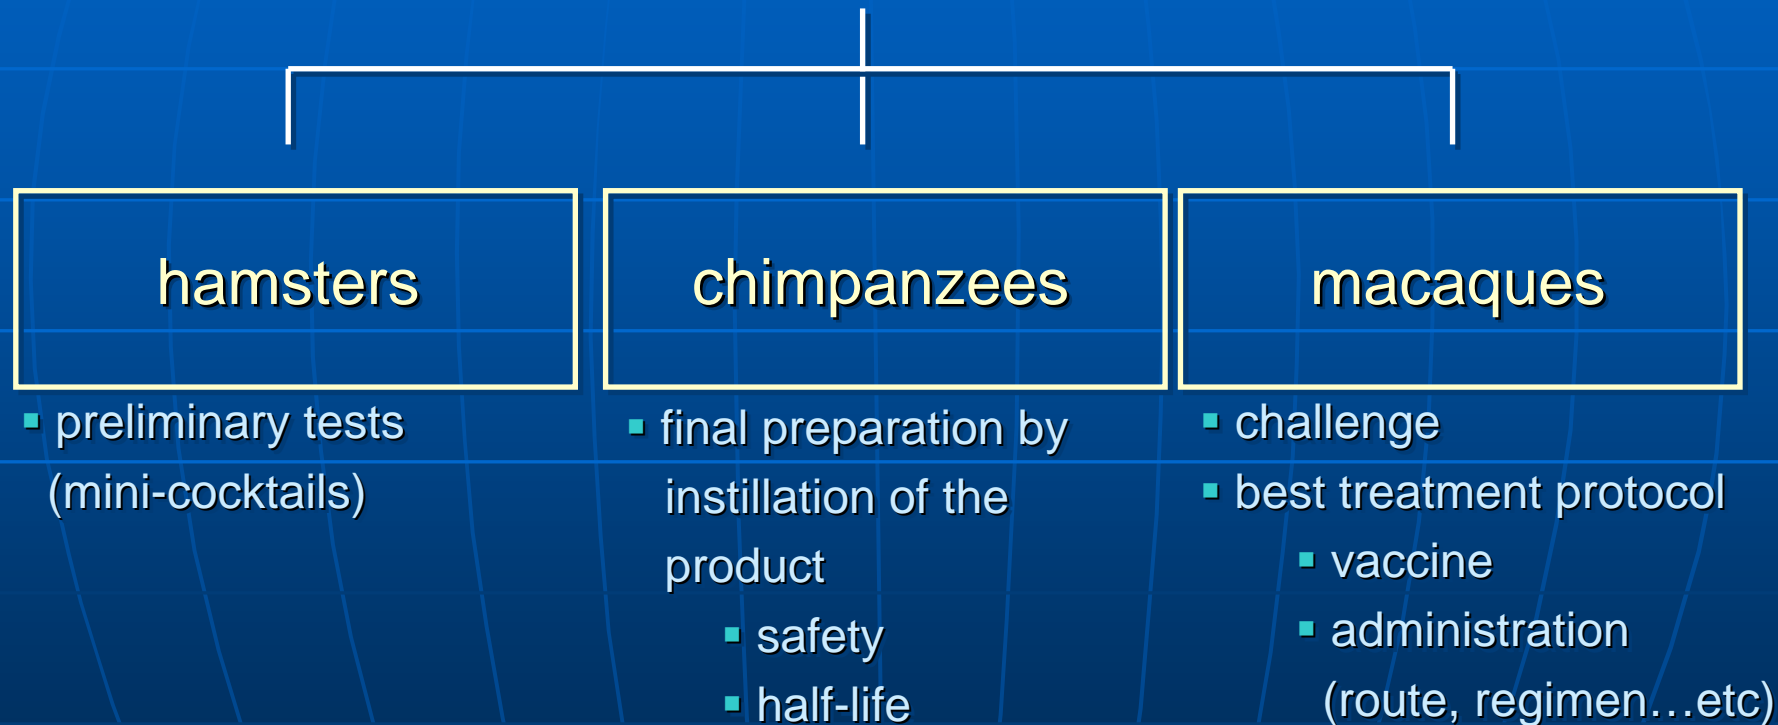 hamsters
▪ preliminary tests
(mini-cocktails)
chimpanzees
▪ final preparation by
instillation of the
product
▪ safety
▪ half-life
macaques
▪ challenge
▪ best treatment protocol
▪ vaccine
▪ administration
(route, regimen…etc)